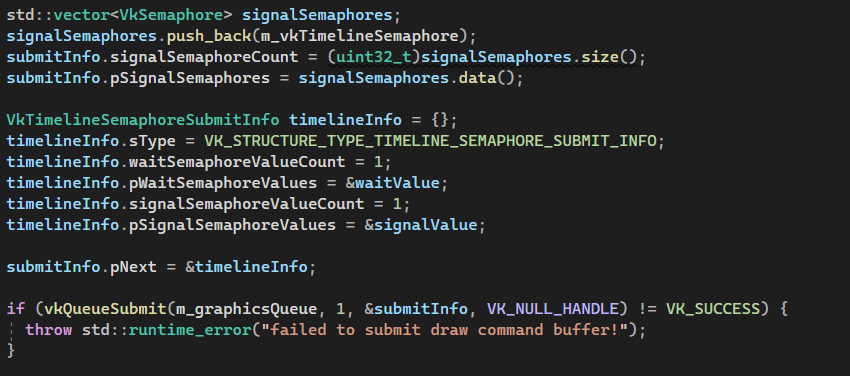 std::vector<VkSemaphore> signalSemaphores;
signalSemaphores.push_back(m_vkTimelineSemaphore);
submitInfo.signalSemaphoreCount = (uint32_t)signalSemaphores.size();
submitInfo.pSignalSemaphores = signalSemaphores.data();

VkTimelineSemaphoreSubmitInfo timelineInfo = {};
timelineInfo.sType = VK_STRUCTURE_TYPE_TIMELINE_SEMAPHORE_SUBMIT_INFO;
timelineInfo.waitSemaphoreValueCount = 1;
timelineInfo.pWaitSemaphoreValues = &waitValue;
timelineInfo.signalSemaphoreValueCount = 1;
timelineInfo.pSignalSemaphoreValues = &signalValue;

submitInfo.pNext = &timelineInfo;

if (vkQueueSubmit(m_graphicsQueue, 1, &submitInfo, VK_NULL_HANDLE) != VK_SUCCESS) {
  throw std::runtime_error("failed to submit draw command buffer!");
}